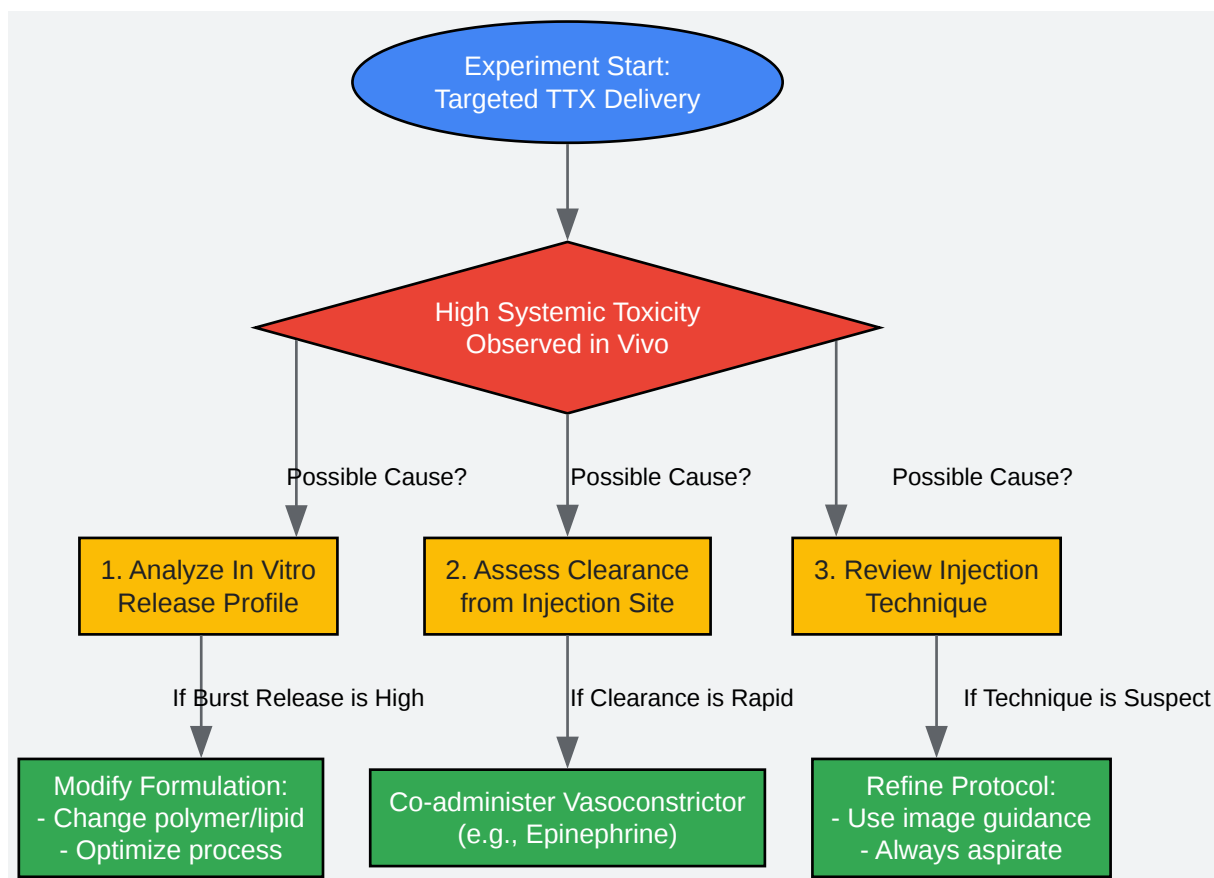 Experiment Start:
Targeted TTX Delivery
High Systemic Toxicity
Observed in Vivo
Possible Cause?
Possible Cause?
Possible Cause?
1. Analyze In Vitro
Release Profile
2. Assess Clearance
from Injection Site
3. Review Injection
Technique
If Burst Release is High
If Clearance is Rapid
If Technique is Suspect
Modify Formulation:
- Change polymer/lipid
- Optimize process
Co-administer Vasoconstrictor
(e.g., Epinephrine)
Refine Protocol:
- Use image guidance
- Always aspirate